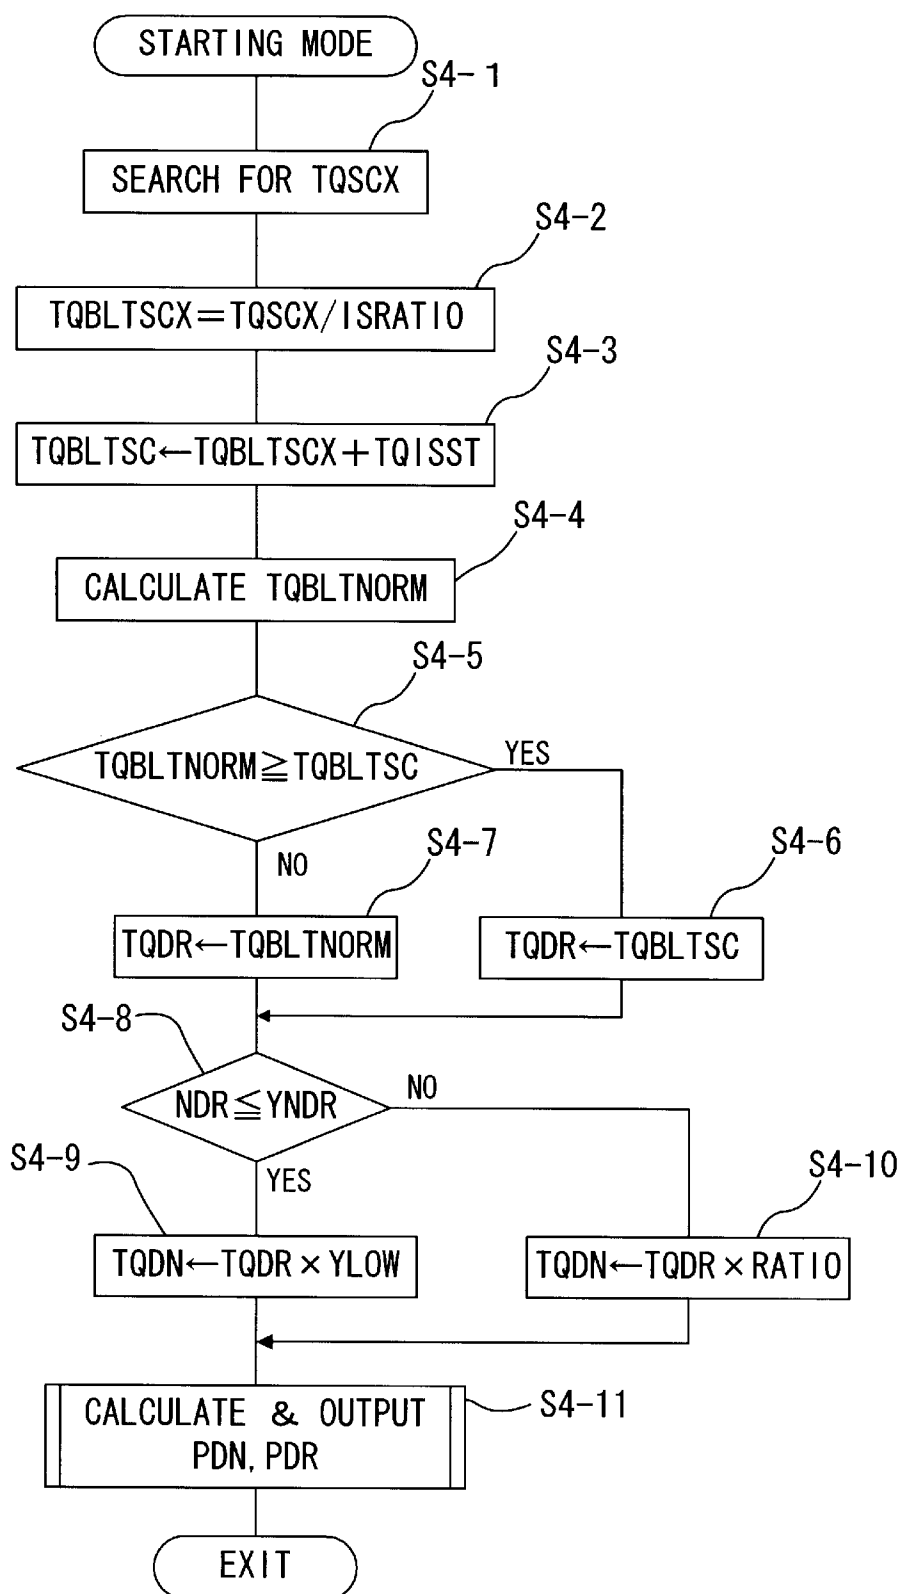 STARTING MODE
S4-1
SEARCH FOR TQSCX
S4-2
TQBLTSCX=TQSCX/ISRATIO
S4-3
TQBLTSC←TQBLTSCX+TQISST
S4-4
CALCULATE TQBLTNORM
S4-5
TQBLTNORM≧TQBLTSC
YES
NO
S4-7
S4-6
TQDR←TQBLTNORM
TQDR←TQBLTSC
S4-8
NDR≦YNDR
NO
YES
S4-9
S4-10
TQDN←TQDR×YLOW
TQDN←TQDR×RATIO
CALCULATE & OUTPUT
PDN, PDR
S4-11
EXIT